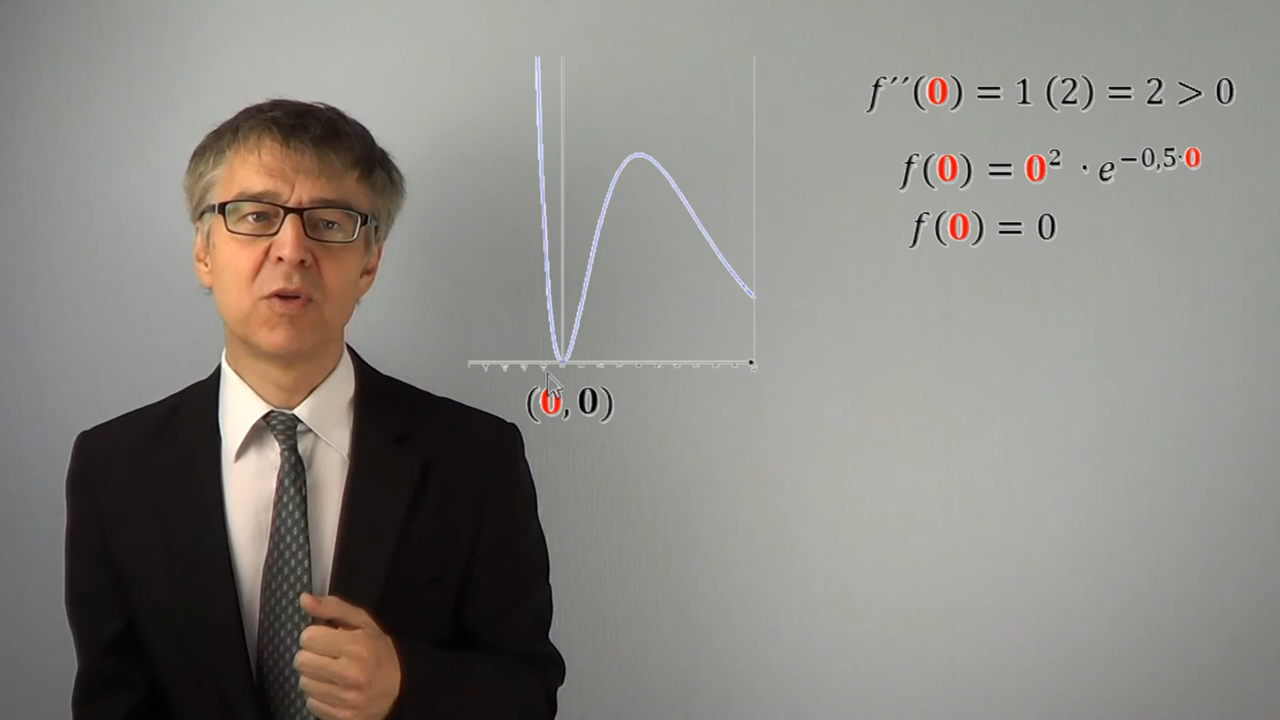 f´´(0) = 1 (2) = 2 > 0
f(0) = 0² · e^{−0,5·0}
f(0) = 0
(0, 0)